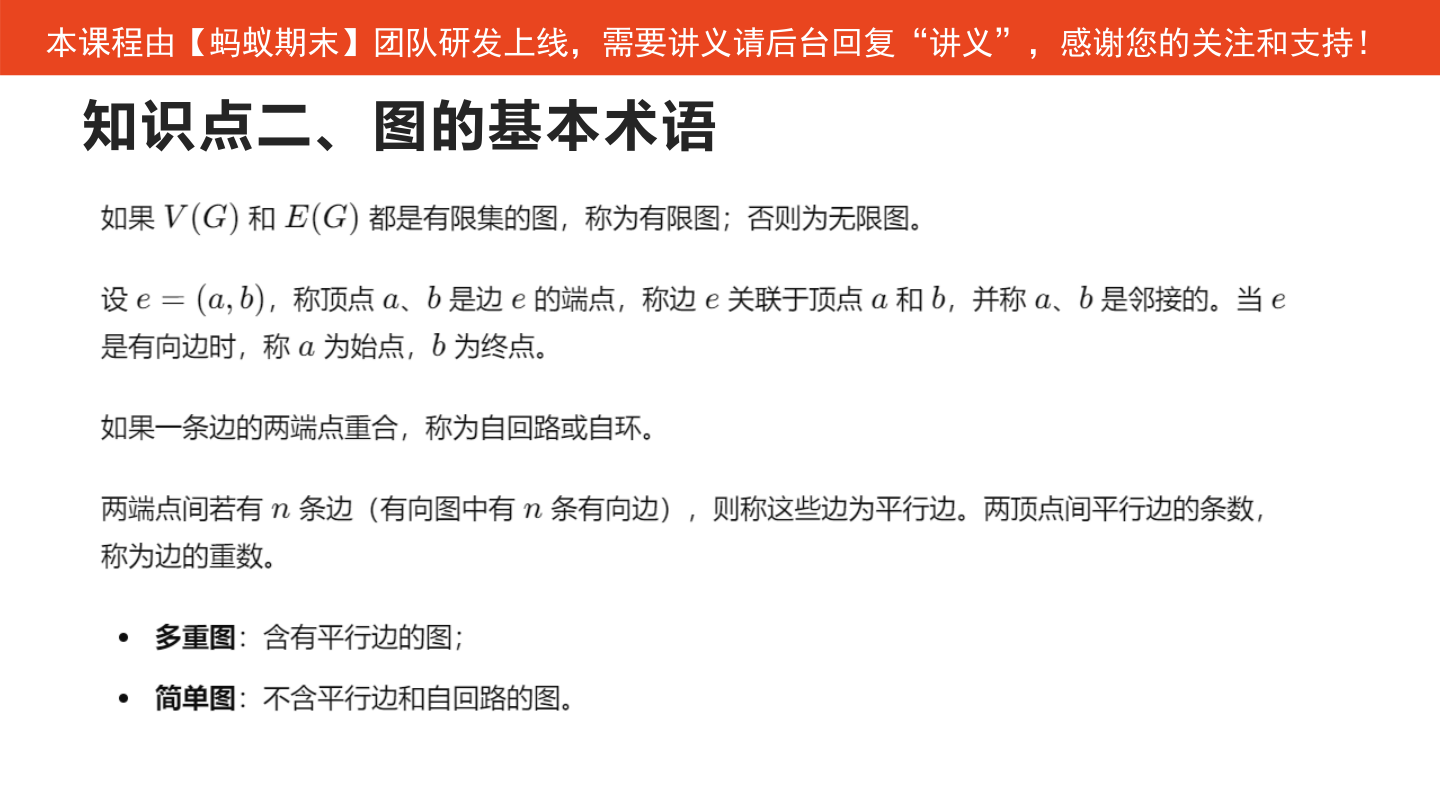 本课程由【蚂蚁期末】团队研发上线，需要讲义请后台回复“讲义”，感谢您的关注和支持！
知识点二、图的基本术语
如果 V(G) 和 E(G) 都是有限集的图，称为有限图；否则为无限图。
设 e = (a, b)，称顶点 a、b 是边 e 的端点，称边 e 关联于顶点 a 和 b，并称 a、b 是邻接的。当 e
是有向边时，称 a 为始点，b 为终点。
如果一条边的两端点重合，称为自回路或自环。
两端点间若有 n 条边（有向图中有 n 条有向边），则称这些边为平行边。两顶点间平行边的条数，
称为边的重数。
• 多重图：含有平行边的图；
• 简单图：不含平行边和自回路的图。